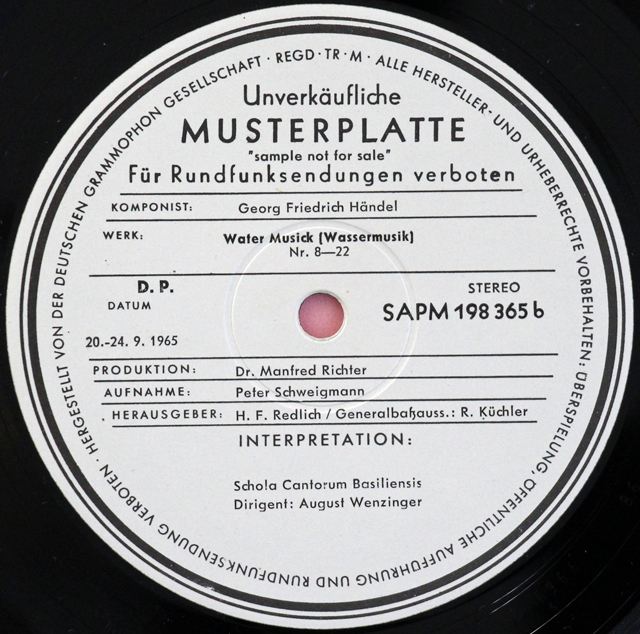 HERGESTELLT VON DER DEUTSCHEN GRAMMOPHON GESELLSCHAFT · REGD · TR · M · ALLE HERSTELLER- UND URHEBERRECHTE VORBEHALTEN; ÜBERSPIELUNG, ÖFFENTLICHE AUFFÜHRUNG UND RUNDFUNKSENDUNG VERBOTEN ·
Unverkäufliche
MUSTERPLATTE
"sample not for sale"
Für Rundfunksendungen verboten
KOMPONIST: Georg Friedrich Händel
WERK: Water Musick (Wassermusik)
Nr. 8—22
D. P. STEREO
DATUM SAPM 198 365 b
20.-24. 9. 1965
PRODUKTION: Dr. Manfred Richter
AUFNAHME: Peter Schweigmann
HERAUSGEBER: H. F. Redlich / Generalbaßauss.: R. Küchler
INTERPRETATION:
Schola Cantorum Basiliensis
Dirigent: August Wenzinger